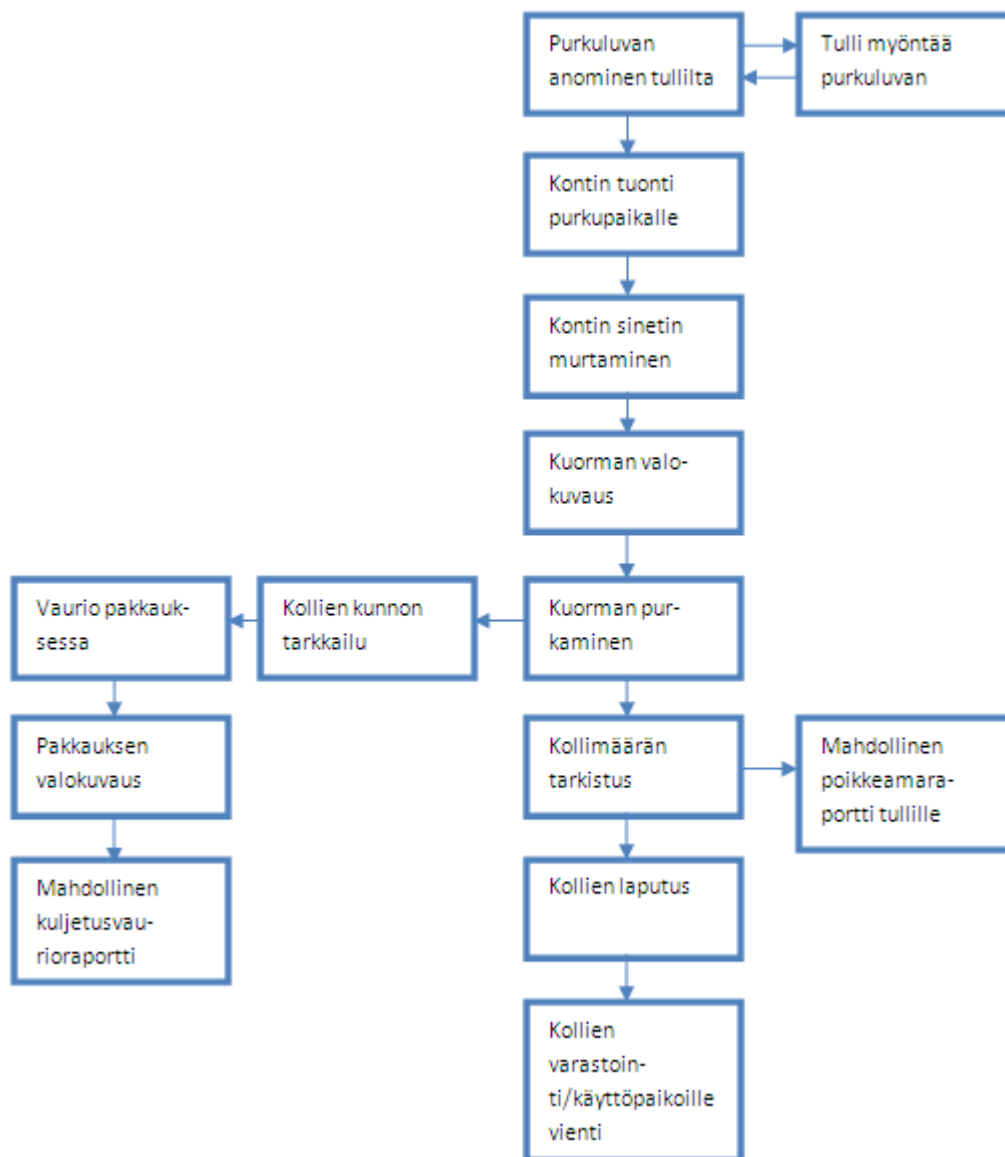 Purkuluvan
anominen tullilta
Tulli myöntää
purkuluvan
Kontin tuonti
purkupaikalle
Kontin sinetin
murtaminen
Kuorman valo-
kuvaus
Vaurio pakkauk-
sessa
Kollien kunnon
tarkkailu
Kuorman pur-
kaminen
Pakkauksen
valokuvaus
Kollimäärän
tarkistus
Mahdollinen
poikkeamara-
portti tullille
Mahdollinen
kuljetusvau-
rioraportti
Kollien laputus
Kollien
varastoin-
ti/käyttöpaikoille
vienti